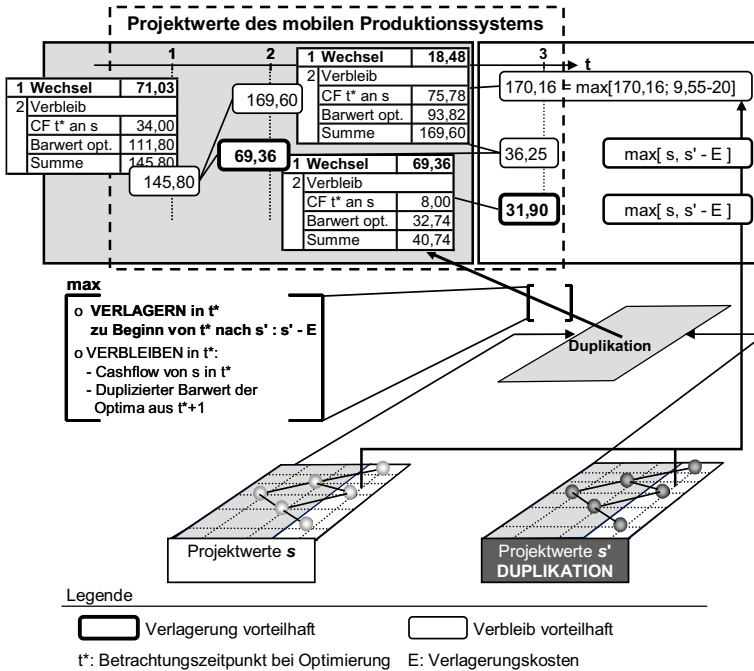 Projektwerte des mobilen Produktionssystems
1 2 3 t
1 Wechsel 71,03
2 Verbleib
CF t* an s 34,00
Barwert opt. 111,80
Summe 145,80
145,80
169,60
69,36
1 Wechsel 18,48
2 Verbleib
CF t* an s 75,78
Barwert opt. 93,82
Summe 169,60
1 Wechsel 69,36
2 Verbleib
CF t* an s 8,00
Barwert opt. 32,74
Summe 40,74
170,16 = max[170,16; 9,55-20]
36,25
max[ s, s' - E ]
31,90
max[ s, s' - E ]
max
o VERLAGERN in t*
zu Beginn von t* nach s' : s' - E
o VERBLEIBEN in t*:
- Cashflow von s in t*
- Duplizierter Barwert der
Optima aus t*+1
Duplikation
Projektwerte s
Projektwerte s'
DUPLIKATION
Legende
Verlagerung vorteilhaft
Verbleib vorteilhaft
t*: Betrachtungszeitpunkt bei Optimierung E: Verlagerungskosten